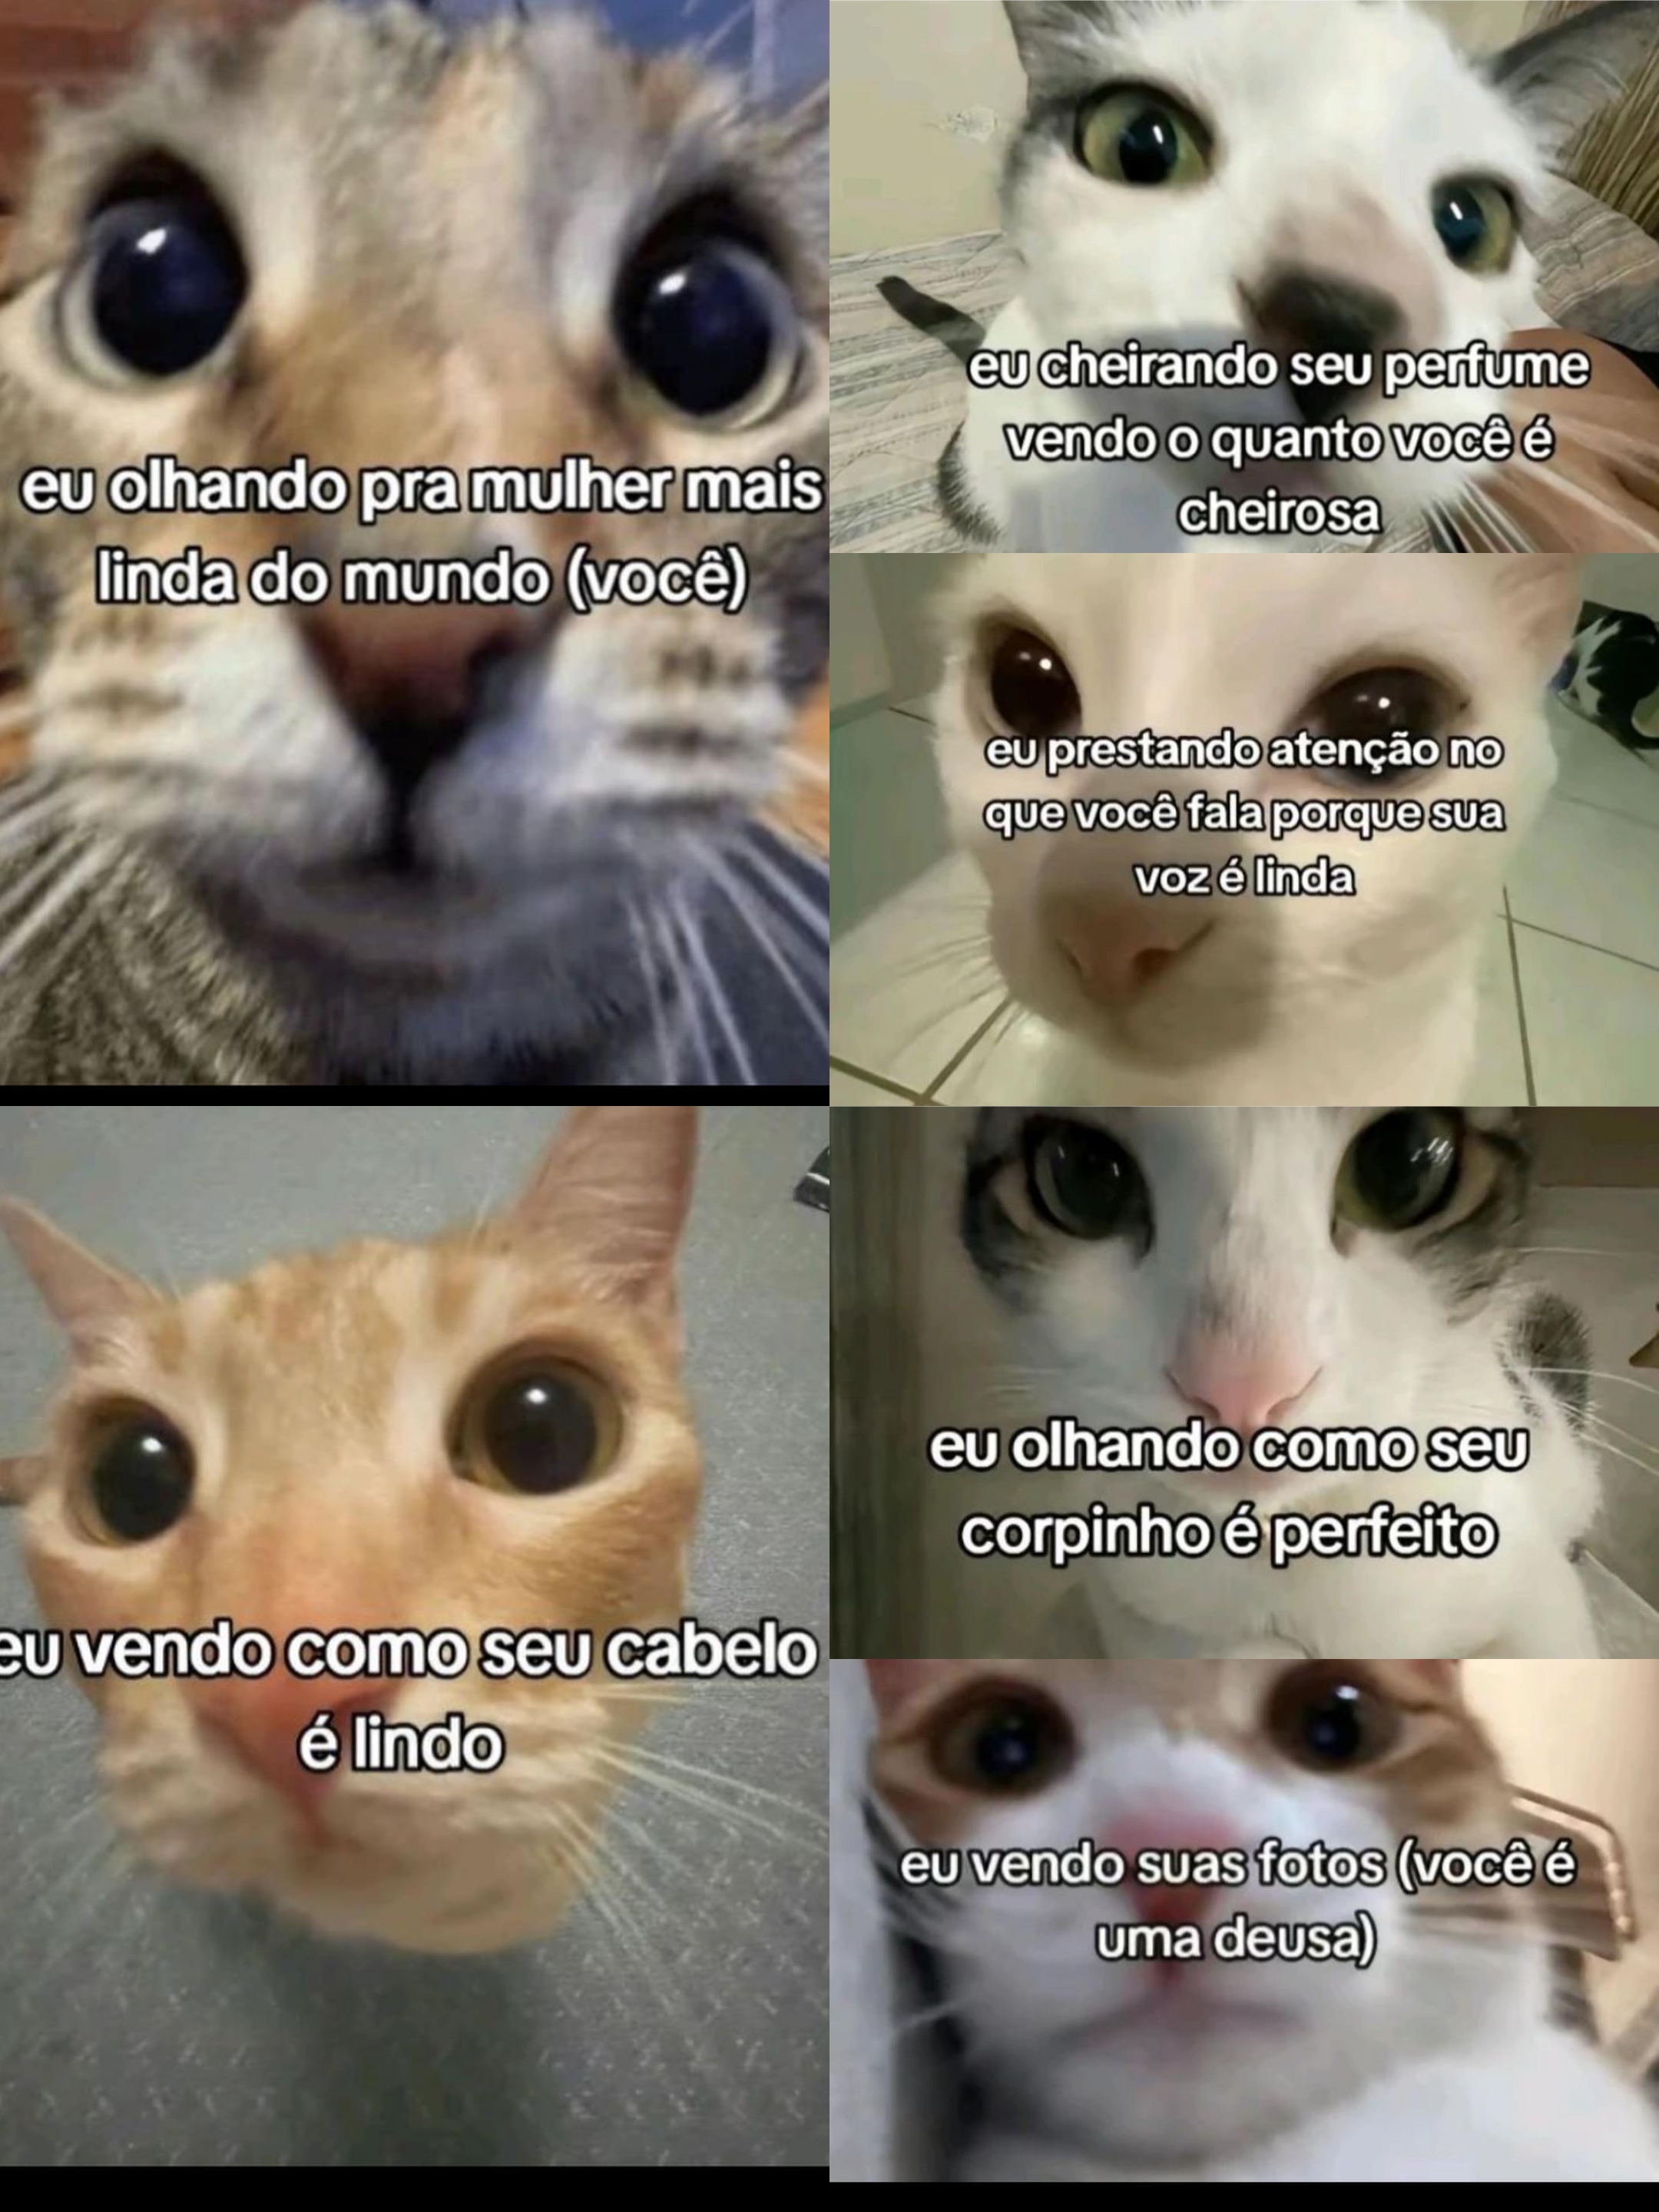 eu olhando pra mulher mais
linda do mundo (você)
eu cheirando seu perfume
vendo o quanto você é
cheirosa
eu prestando atenção no
que você fala porque sua
voz é linda
eu vendo como seu cabelo
é lindo
eu olhando como seu
corpinho é perfeito
eu vendo suas fotos (você é
uma deusa)